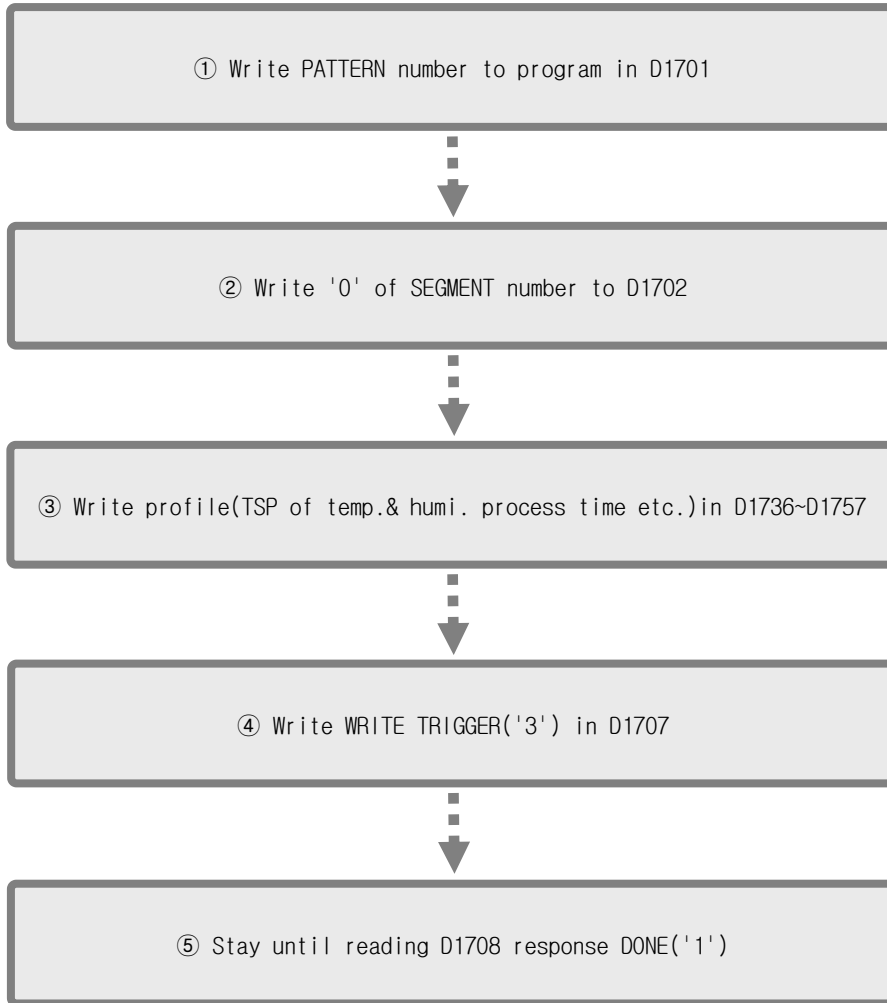 ① Write PATTERN number to program in D1701
② Write '0' of SEGMENT number to D1702
③ Write profile(TSP of temp.& humi. process time etc.)in D1736~D1757
④ Write WRITE TRIGGER('3') in D1707
⑤ Stay until reading D1708 response DONE('1')